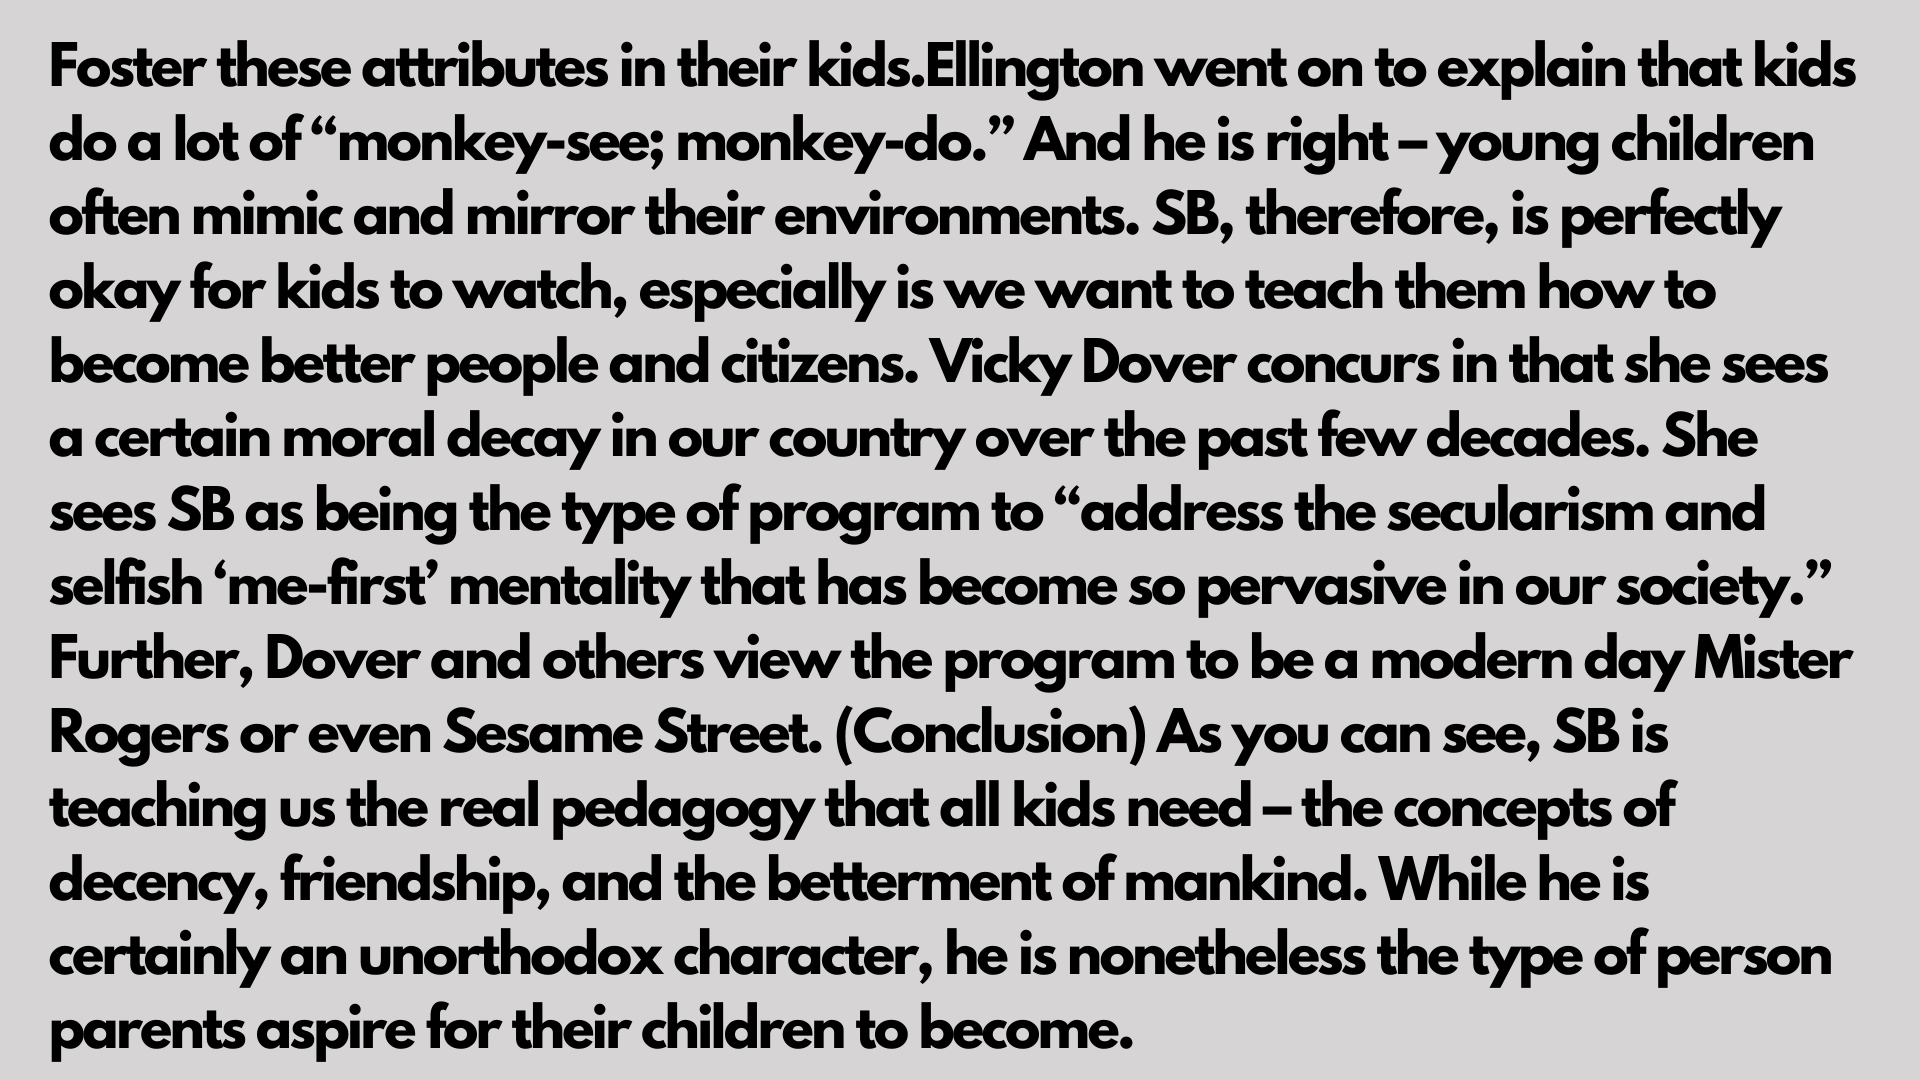 Foster these attributes in their kids.Ellington went on to explain that kids
do a lot of “monkey-see; monkey-do.” And he is right – young children
often mimic and mirror their environments. SB, therefore, is perfectly
okay for kids to watch, especially is we want to teach them how to
become better people and citizens. Vicky Dover concurs in that she sees
a certain moral decay in our country over the past few decades. She
sees SB as being the type of program to “address the secularism and
selfish ‘me-first’ mentality that has become so pervasive in our society.”
Further, Dover and others view the program to be a modern day Mister
Rogers or even Sesame Street. (Conclusion) As you can see, SB is
teaching us the real pedagogy that all kids need – the concepts of
decency, friendship, and the betterment of mankind. While he is
certainly an unorthodox character, he is nonetheless the type of person
parents aspire for their children to become.